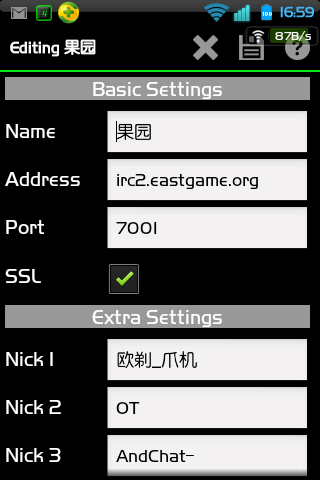 16:59
Editing 果园
87B/s
Basic Settings
Name 果园
Address irc2.eastgame.org
Port 7001
SSL
Extra Settings
Nick 1 欧剃_爪机
Nick 2 OT
Nick 3 AndChat-